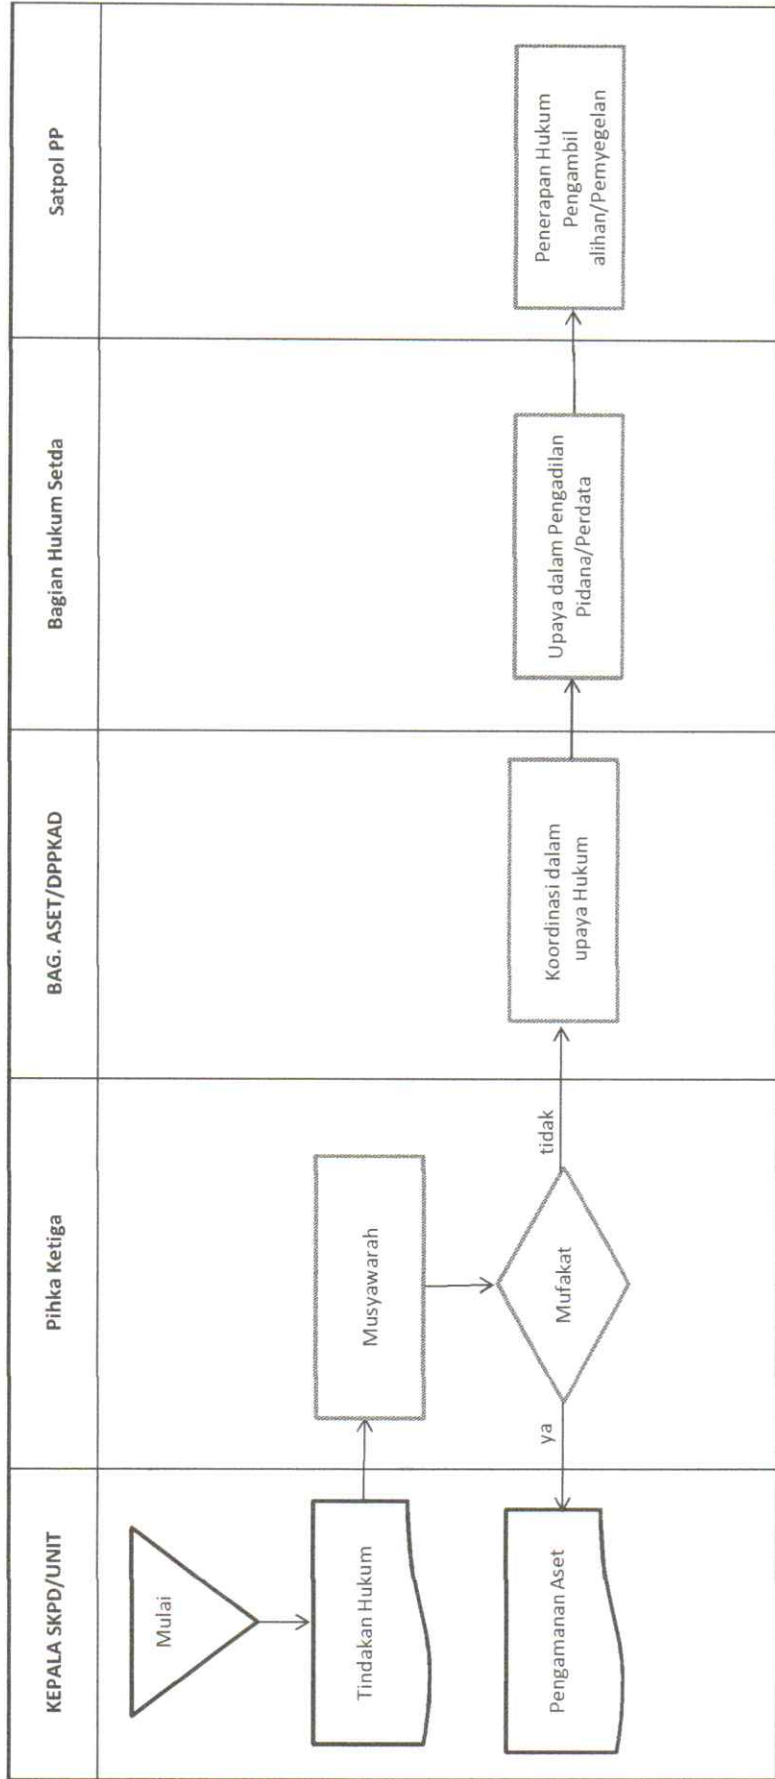 KEPALA SKPD/UNIT
Pihka Ketiga
BAG. ASET/DPPKAD
Bagian Hukum Setda
Satpol PP
Mulai
Tindakan Hukum
Musyawarah
Mufakat
ya
tidak
Pengamanan Aset
Koordinasi dalam
upaya Hukum
Upaya dalam Pengadilan
Pidana/Perdata
Penerapan Hukum
Pengambil
alihan/Pemyegelan